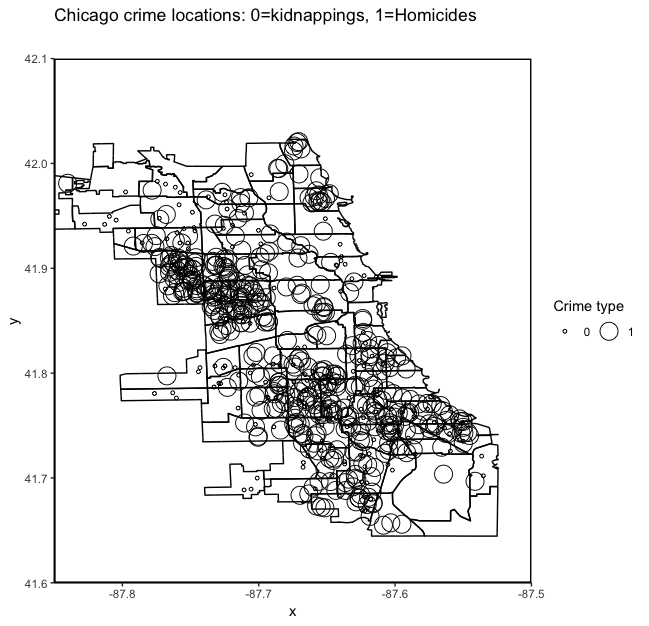 Chicago crime locations: 0=kidnappings, 1=Homicides
42.1
42.0
41.9
41.8
41.7
41.6
y
-87.8
-87.7
-87.6
-87.5
x
Crime type
0 1